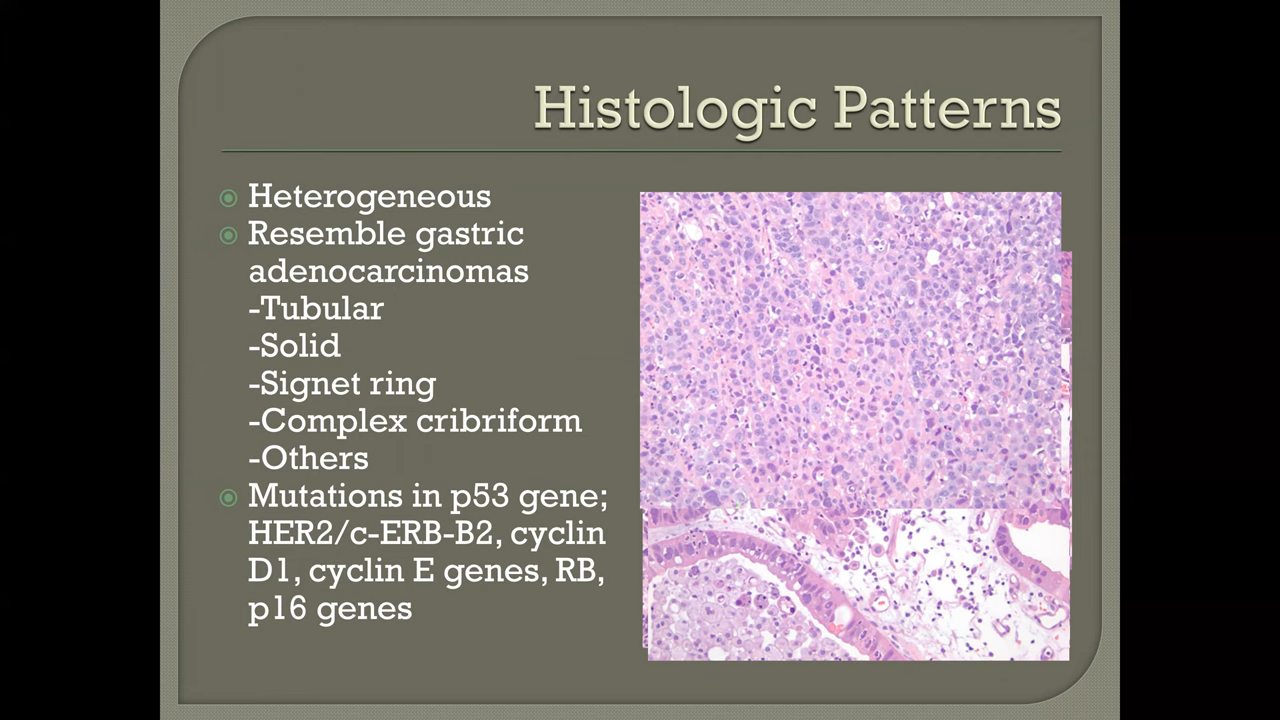 Histologic Patterns
Heterogeneous
Resemble gastric
adenocarcinomas
-Tubular
-Solid
-Signet ring
-Complex cribriform
-Others
Mutations in p53 gene;
HER2/c-ERB-B2, cyclin
D1, cyclin E genes, RB,
p16 genes